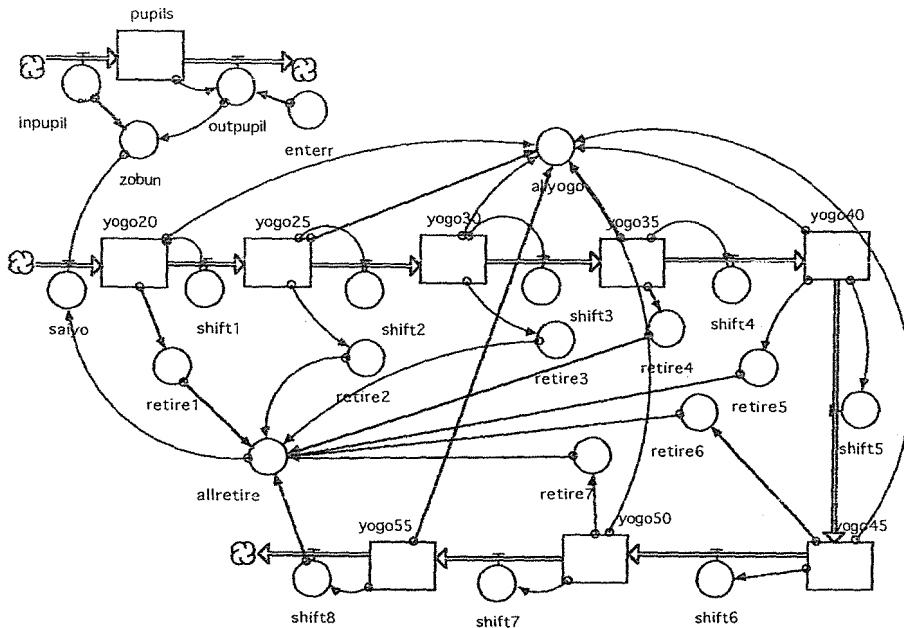 pupils
inpupil
outpupil
enterr
zobun
allyogo
yogo20
yogo25
yogo30
yogo35
yogo40
saiyo
shift1
shift2
shift3
shift4
retire1
retire2
retire3
retire4
retire5
shift5
retire6
allretire
retire7
yogo55
yogo50
yogo45
shift8
shift7
shift6